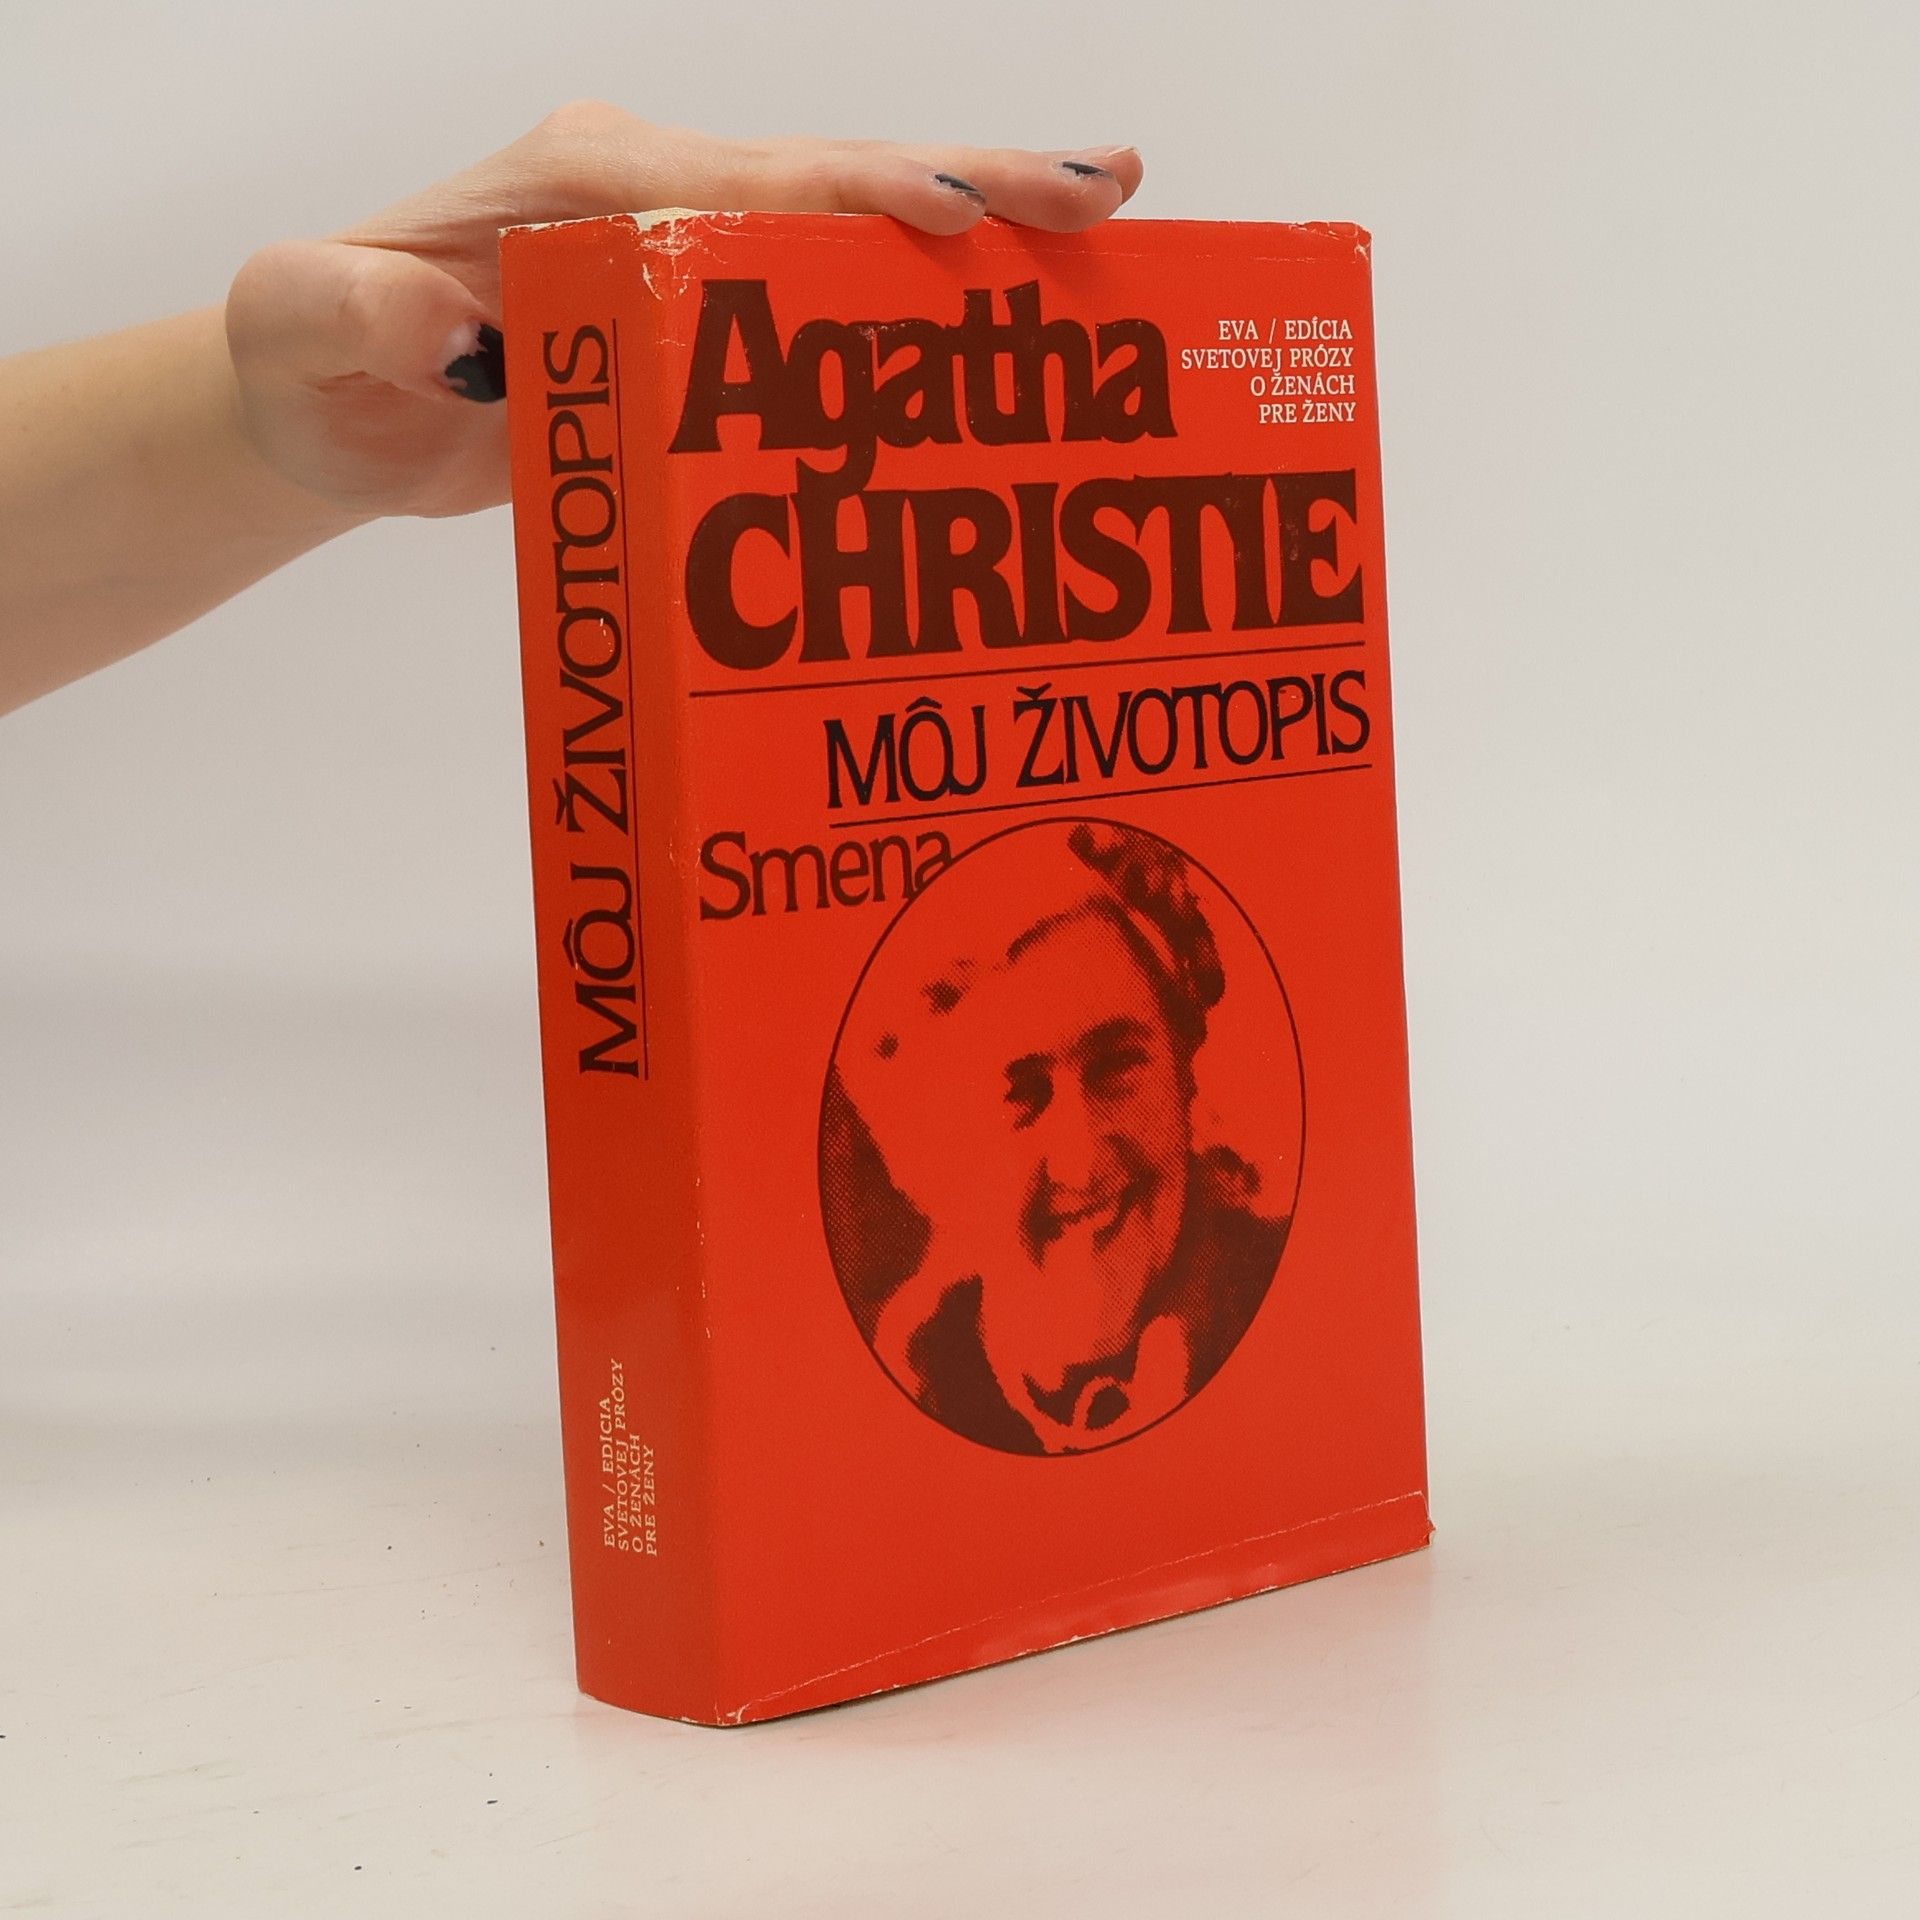 MÔJ ŽIVOTOPIS
EVA / EDÍCIA
SVETOVEJ PRÓZY
O ŽENÁCH
PRE ŽENY
Agatha
CHRISTIE
EVA / EDÍCIA
SVETOVEJ PRÓZY
O ŽENÁCH
PRE ŽENY
MÔJ ŽIVOTOPIS
Smena